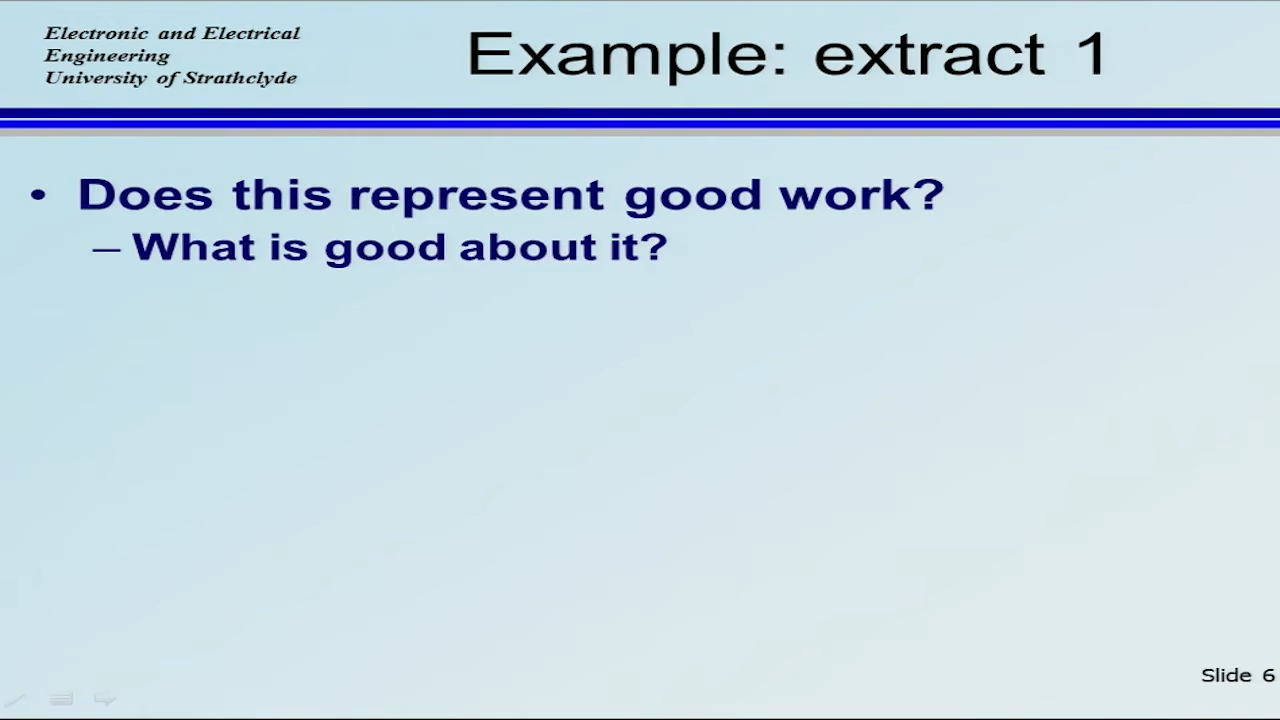 Electronic and Electrical
Engineering
University of Strathclyde
Example: extract 1
• Does this represent good work?
– What is good about it?
Slide 6